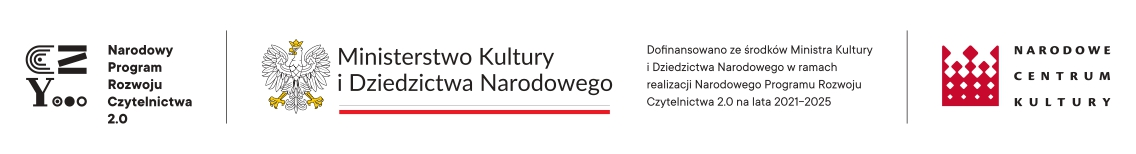 Narodowy
Program
Rozwoju
Czytelnictwa
2.0
Ministerstwo Kultury
i Dziedzictwa Narodowego
Dofinansowano ze środków Ministra Kultury
i Dziedzictwa Narodowego w ramach
realizacji Narodowego Programu Rozwoju
Czytelnictwa 2.0 na lata 2021–2025
NARODOWE
CENTRUM
KULTURY